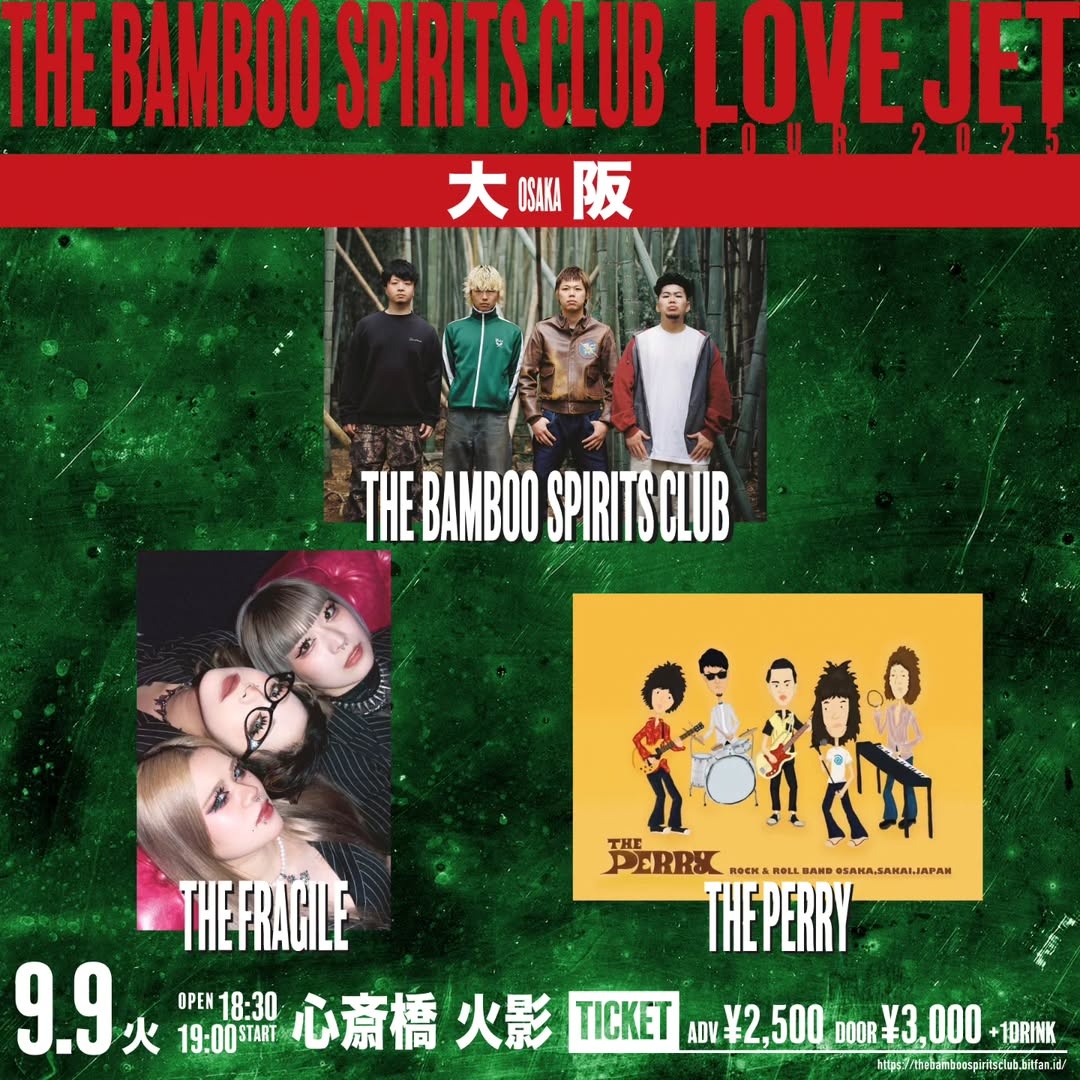 THE BAMBOO SPIRITS CLUB LOVE JET
TOUR 2025
大 OSAKA 阪
THE BAMBOO SPIRITS CLUB
THE FRAGILE
THE PERRY ROCK & ROLL BAND OSAKA,SAKAI,JAPAN
THE PERRY
9.9 火
OPEN 18:30
19:00 START
心斎橋 火影
TICKET ADV ¥2,500 DOOR ¥3,000 +1DRINK
https://thebamboospiritsclub.bitfan.id/